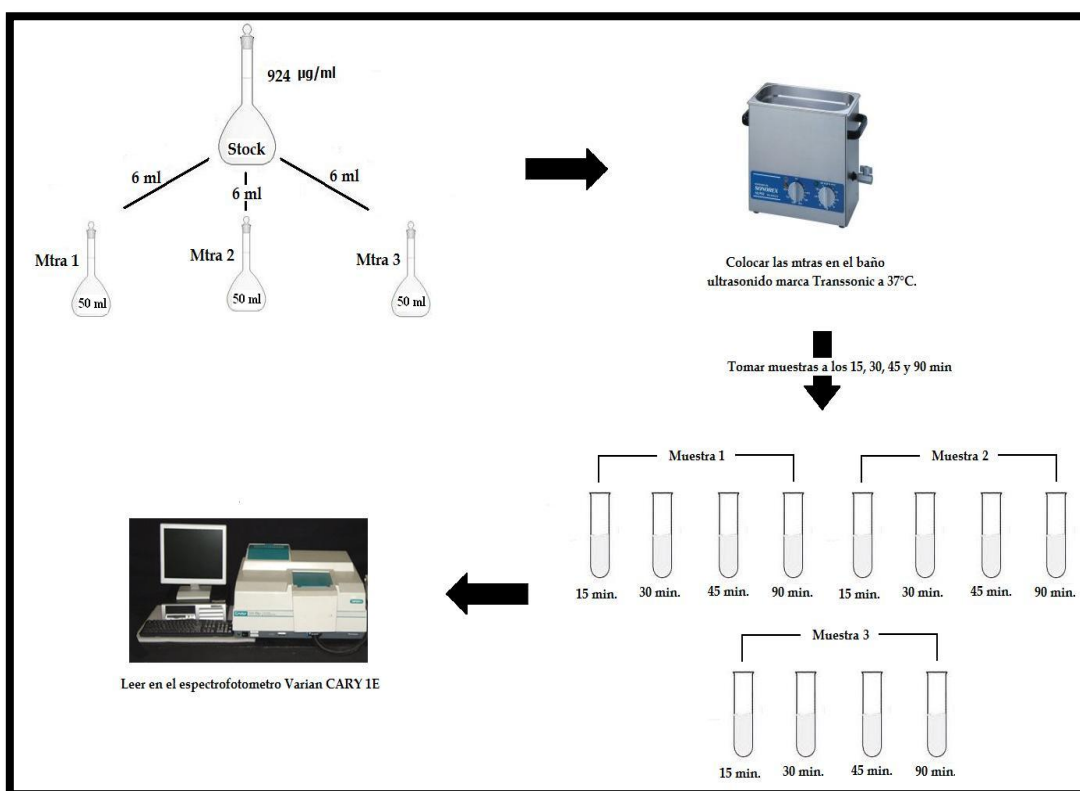 924 µg/ml
Stock
6 ml
6 ml
6 ml
Mtra 1
Mtra 2
Mtra 3
50 ml
50 ml
50 ml
SONOREX
Colocar las mtras en el baño
ultrasonido marca Transsonic a 37°C.
Tomar muestras a los 15, 30, 45 y 90 min
Muestra 1
Muestra 2
15 min.
30 min.
45 min.
90 min.
15 min.
30 min.
45 min.
90 min.
Muestra 3
15 min.
30 min.
45 min.
90 min.
Leer en el espectrofotometro Varian CARY 1E